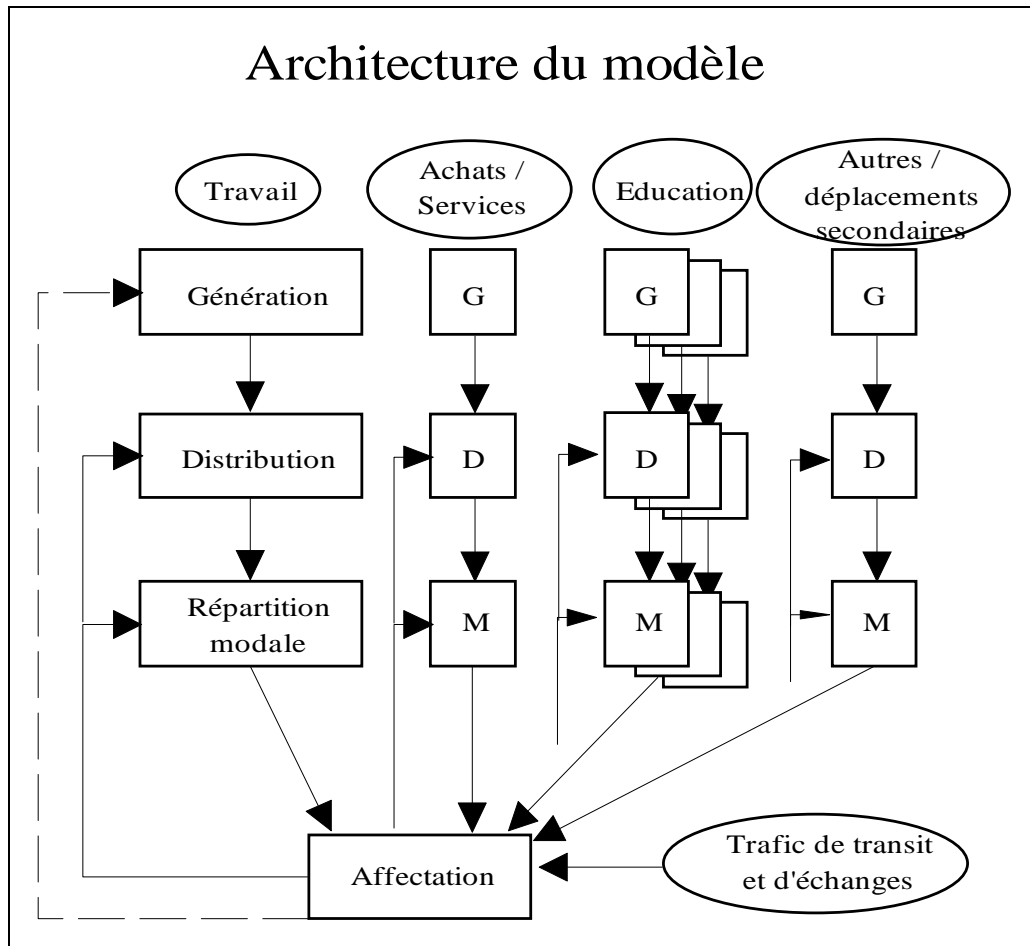 Architecture du modèle
Travail
Achats /
Services
Education
Autres /
déplacements
secondaires
Génération
G
G
G
Distribution
D
D
D
Répartition
modale
M
M
M
Affectation
Trafic de transit
et d'échanges